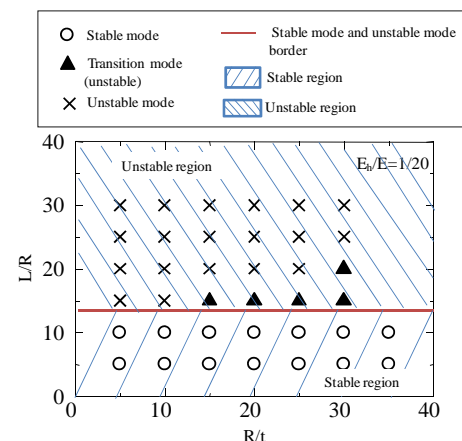 Stable mode
Stable mode and unstable mode
border
Transition mode
(unstable)
Stable region
Unstable mode
Unstable region
40
Unstable region
E_h/E=1/20
30
L/R
20
10
Stable region
0
0 10 20 30 40
R/t